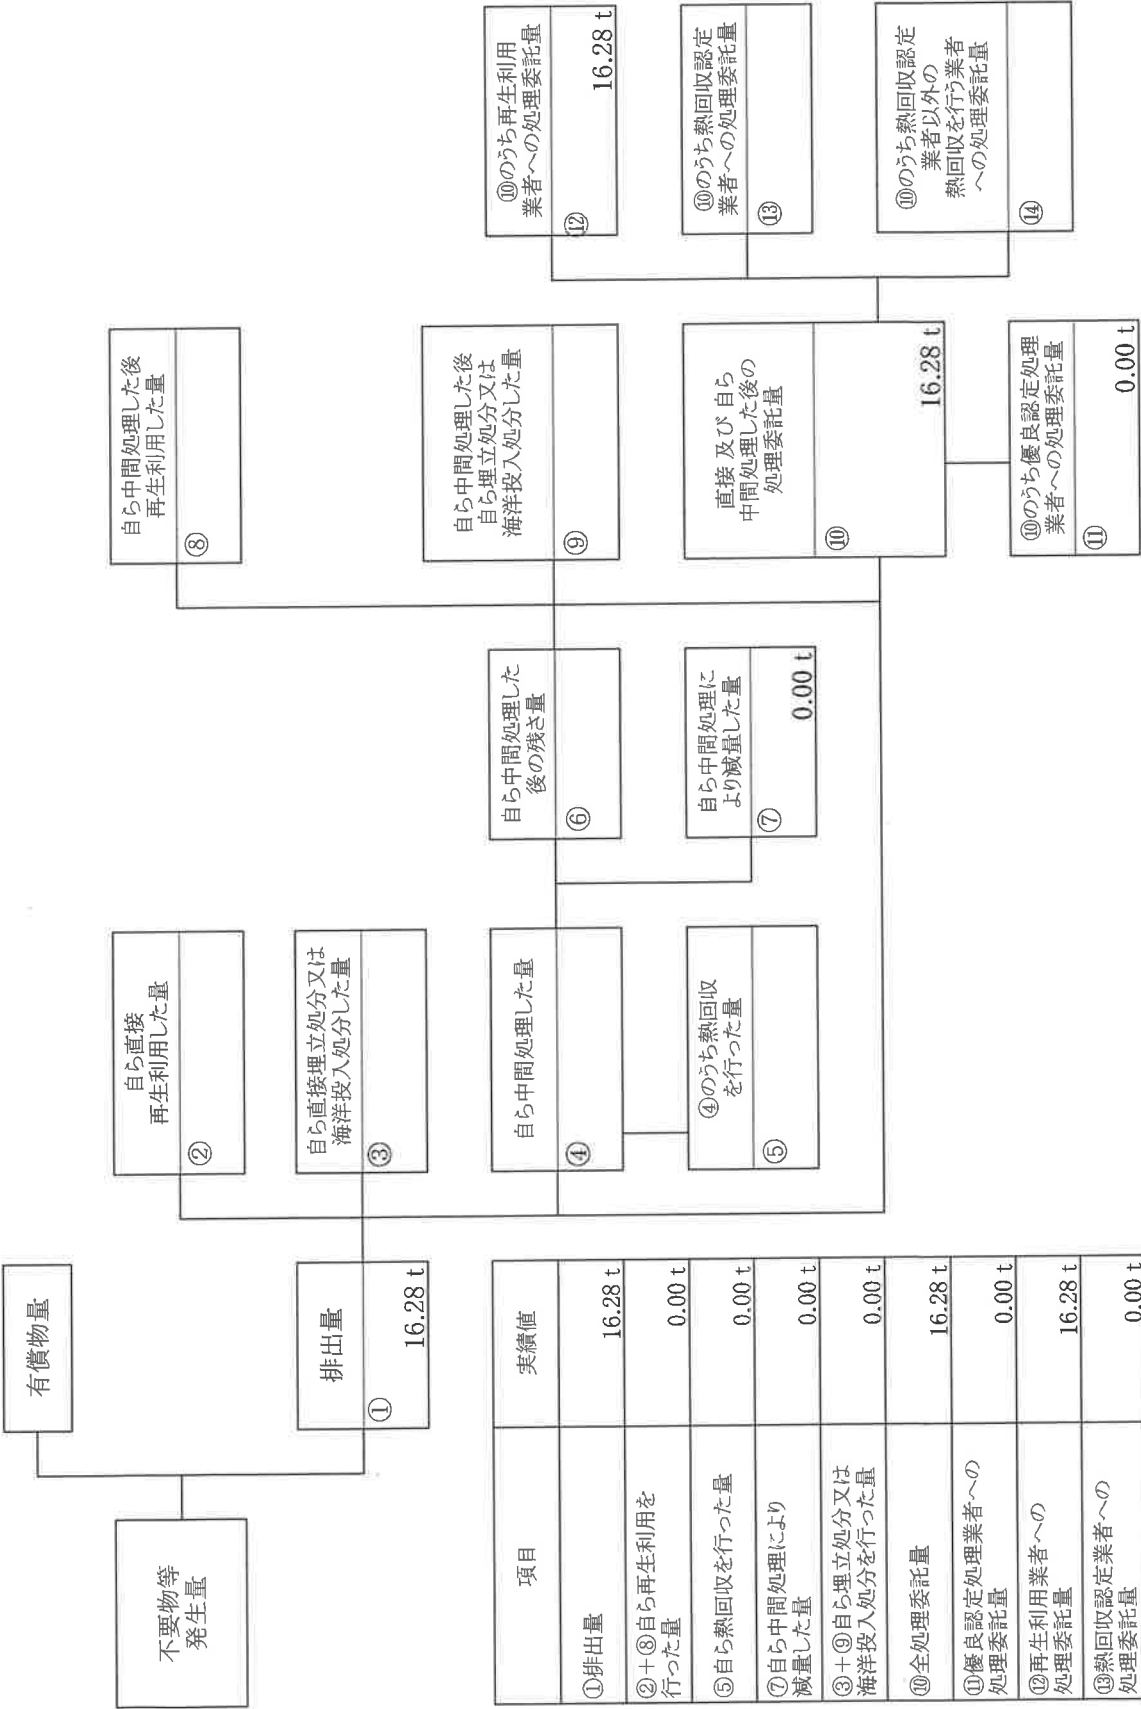 不要物等
発生量
有償物量
排出量
①
16.28 t
自ら直接
再生利用した量
②
自ら直接埋立処分又は
海洋投入処分した量
③
自ら中間処理した量
④
④のうち熱回収
を行った量
⑤
自ら中間処理した
後の残さ量
⑥
自ら中間処理に
より減量した量
⑦
0.00 t
自ら中間処理した後
再生利用した量
⑧
自ら中間処理した後
自ら埋立処分又は
海洋投入処分した量
⑨
直接 及び 自ら
中間処理した後の
処理委託量
⑩
16.28 t
⑩のうち優良認定処理
業者への処理委託量
⑪
0.00 t
⑩のうち再生利用
業者への処理委託量
⑫
16.28 t
⑩のうち熱回収認定
業者への処理委託量
⑬
⑩のうち熱回収認定
業者以外の
熱回収を行う業者
への処理委託量
⑭
項目 実績値
①排出量 16.28 t
②+⑧自ら再生利用を
行った量 0.00 t
⑤自ら熱回収を行った量 0.00 t
⑦自ら中間処理により
減量した量 0.00 t
③+⑨自ら埋立処分又は
海洋投入処分を行った量 0.00 t
⑩全処理委託量 16.28 t
⑪優良認定処理業者への
処理委託量 0.00 t
⑫再生利用業者への
処理委託量 16.28 t
⑬熱回収認定業者への
処理委託量 0.00 t